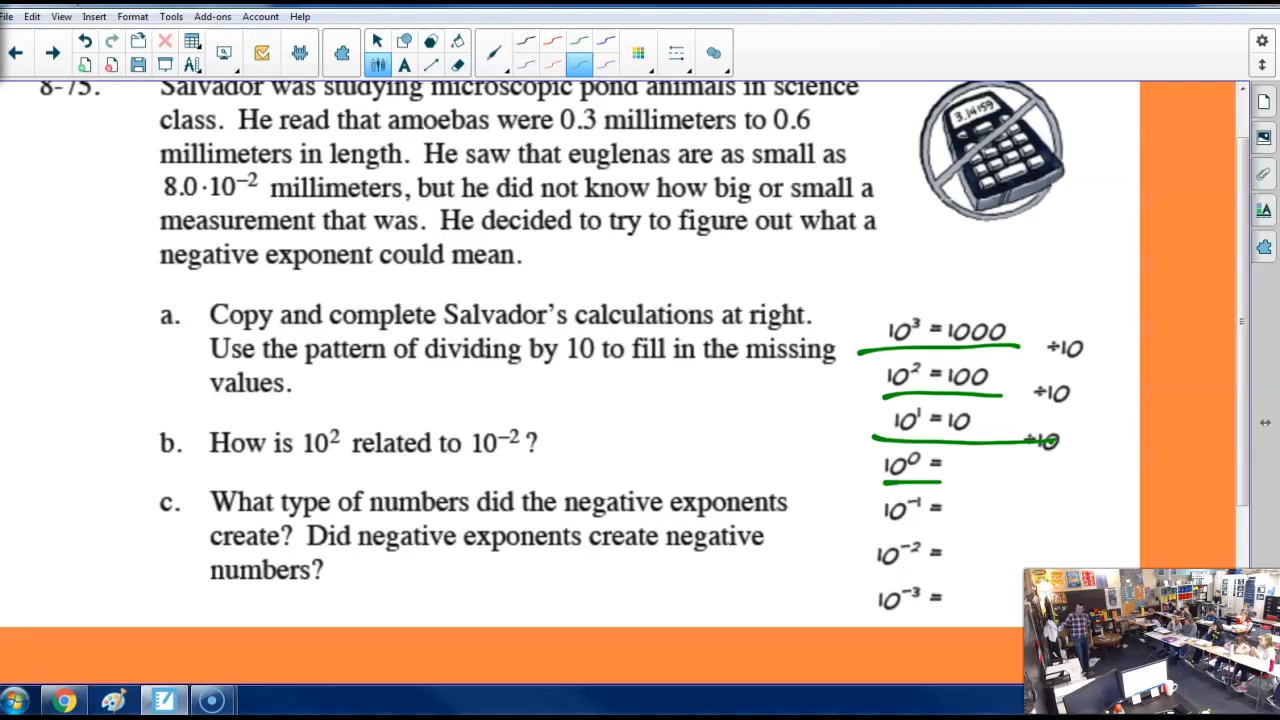 File Edit View Insert Format Tools Add-ons Account Help
8-75. Salvador was studying microscopic pond animals in science
class. He read that amoebas were 0.3 millimeters to 0.6
millimeters in length. He saw that euglenas are as small as
8.0·10⁻² millimeters, but he did not know how big or small a
measurement that was. He decided to try to figure out what a
negative exponent could mean.
3.14159
a. Copy and complete Salvador’s calculations at right.
Use the pattern of dividing by 10 to fill in the missing
values.
b. How is 10² related to 10⁻² ?
c. What type of numbers did the negative exponents
create? Did negative exponents create negative
numbers?
10³ = 1000
÷10
10² = 100
÷10
10¹ = 10
÷10
10⁰ =
10⁻¹ =
10⁻² =
10⁻³ =